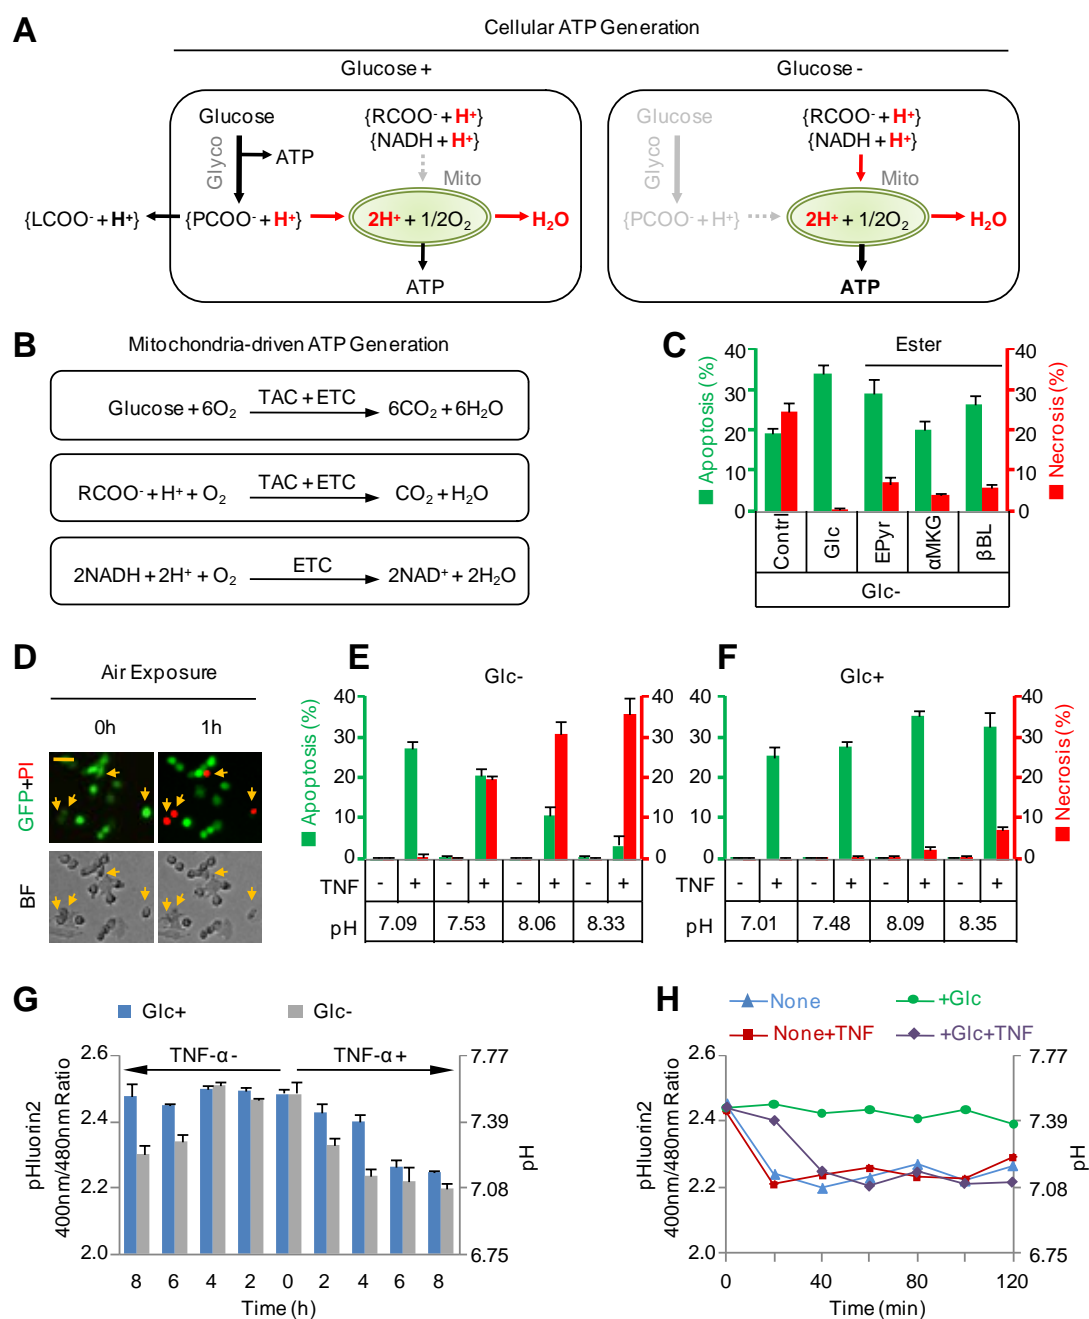 A
Cellular ATP Generation
Glucose + Glucose -
Glucose
Glyco
ATP
{RCOO- + H+}
{NADH + H+}
Mito
{LCOO- + H+} {PCOO- + H+} 2H+ + 1/2O2 H2O
ATP
Glucose
Glyco
{RCOO- + H+}
{NADH + H+}
Mito
{PCOO- + H+} 2H+ + 1/2O2 H2O
ATP
B
Mitochondria-driven ATP Generation
Glucose + 6O2 TAC + ETC 6CO2 + 6H2O
RCOO- + H+ + O2 TAC + ETC CO2 + H2O
2NADH + 2H+ + O2 ETC 2NAD+ + 2H2O
C
Ester
Apoptosis (%)
40
30
20
10
0
Necrosis (%)
40
30
20
10
0
Contrl Glc EPyr αMKG βBL
Glc-
D
Air Exposure
0h 1h
GFP+PI
BF
E
Glc-
Apoptosis (%)
40
30
20
10
0
40
30
20
10
0
TNF - + - + - + - +
pH 7.09 7.53 8.06 8.33
F
Glc+
40
30
20
10
0
Necrosis (%)
40
30
20
10
0
TNF - + - + - + - +
pH 7.01 7.48 8.09 8.35
G
Glc+ Glc-
TNF-α- TNF-α+
pHluorin2
400nm/480nm Ratio
2.6
2.4
2.2
2.0
7.77
7.39
7.08
6.75
pH
8 6 4 2 0 2 4 6 8
Time (h)
H
None +Glc
None+TNF +Glc+TNF
pHluorin2
400nm/480nm Ratio
2.6
2.4
2.2
2.0
7.77
7.39
7.08
6.75
pH
0 40 80 120
Time (min)